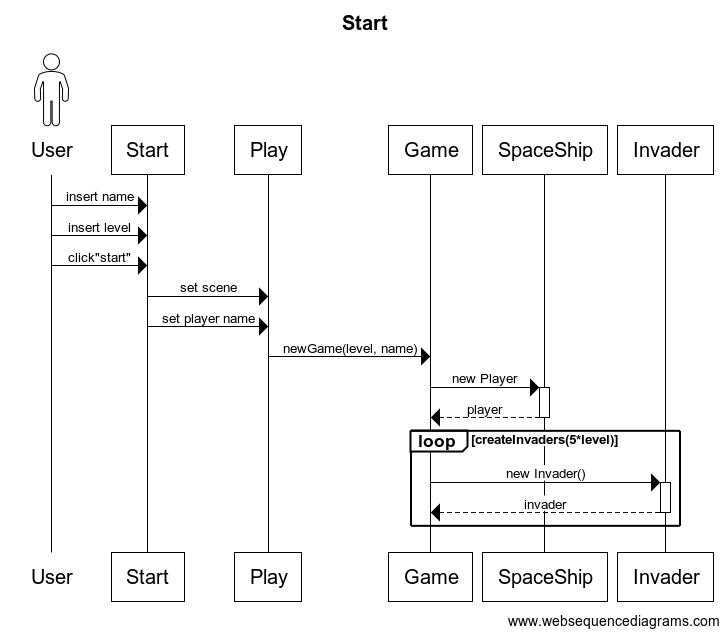 Start
User Start Play Game SpaceShip Invader
insert name
insert level
click"start"
set scene
set player name
newGame(level, name)
new Player
player
loop [createInvaders(5*level)]
new Invader()
invader
User Start Play Game SpaceShip Invader
www.websequencediagrams.com